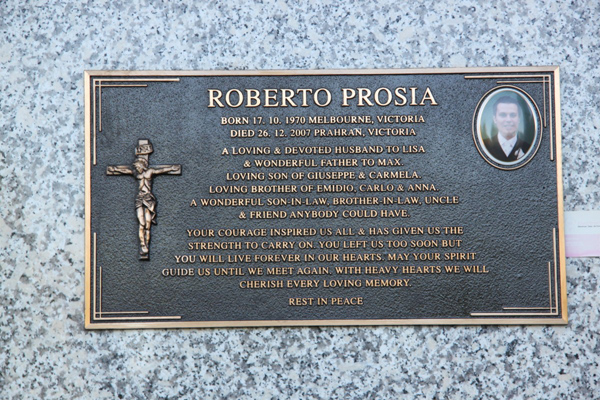 ROBERTO PROSIA
BORN 17. 10. 1970 MELBOURNE, VICTORIA
DIED 26. 12. 2007 PRAHRAN, VICTORIA
A LOVING & DEVOTED HUSBAND TO LISA
& WONDERFUL FATHER TO MAX.
LOVING SON OF GIUSEPPE & CARMELA.
LOVING BROTHER OF EMIDIO, CARLO & ANNA.
A WONDERFUL SON-IN-LAW, BROTHER-IN-LAW, UNCLE
& FRIEND ANYBODY COULD HAVE.
YOUR COURAGE INSPIRED US ALL & HAS GIVEN US THE
STRENGTH TO CARRY ON. YOU LEFT US TOO SOON BUT
YOU WILL LIVE FOREVER IN OUR HEARTS. MAY YOUR SPIRIT
GUIDE US UNTIL WE MEET AGAIN. WITH HEAVY HEARTS WE WILL
CHERISH EVERY LOVING MEMORY.
REST IN PEACE